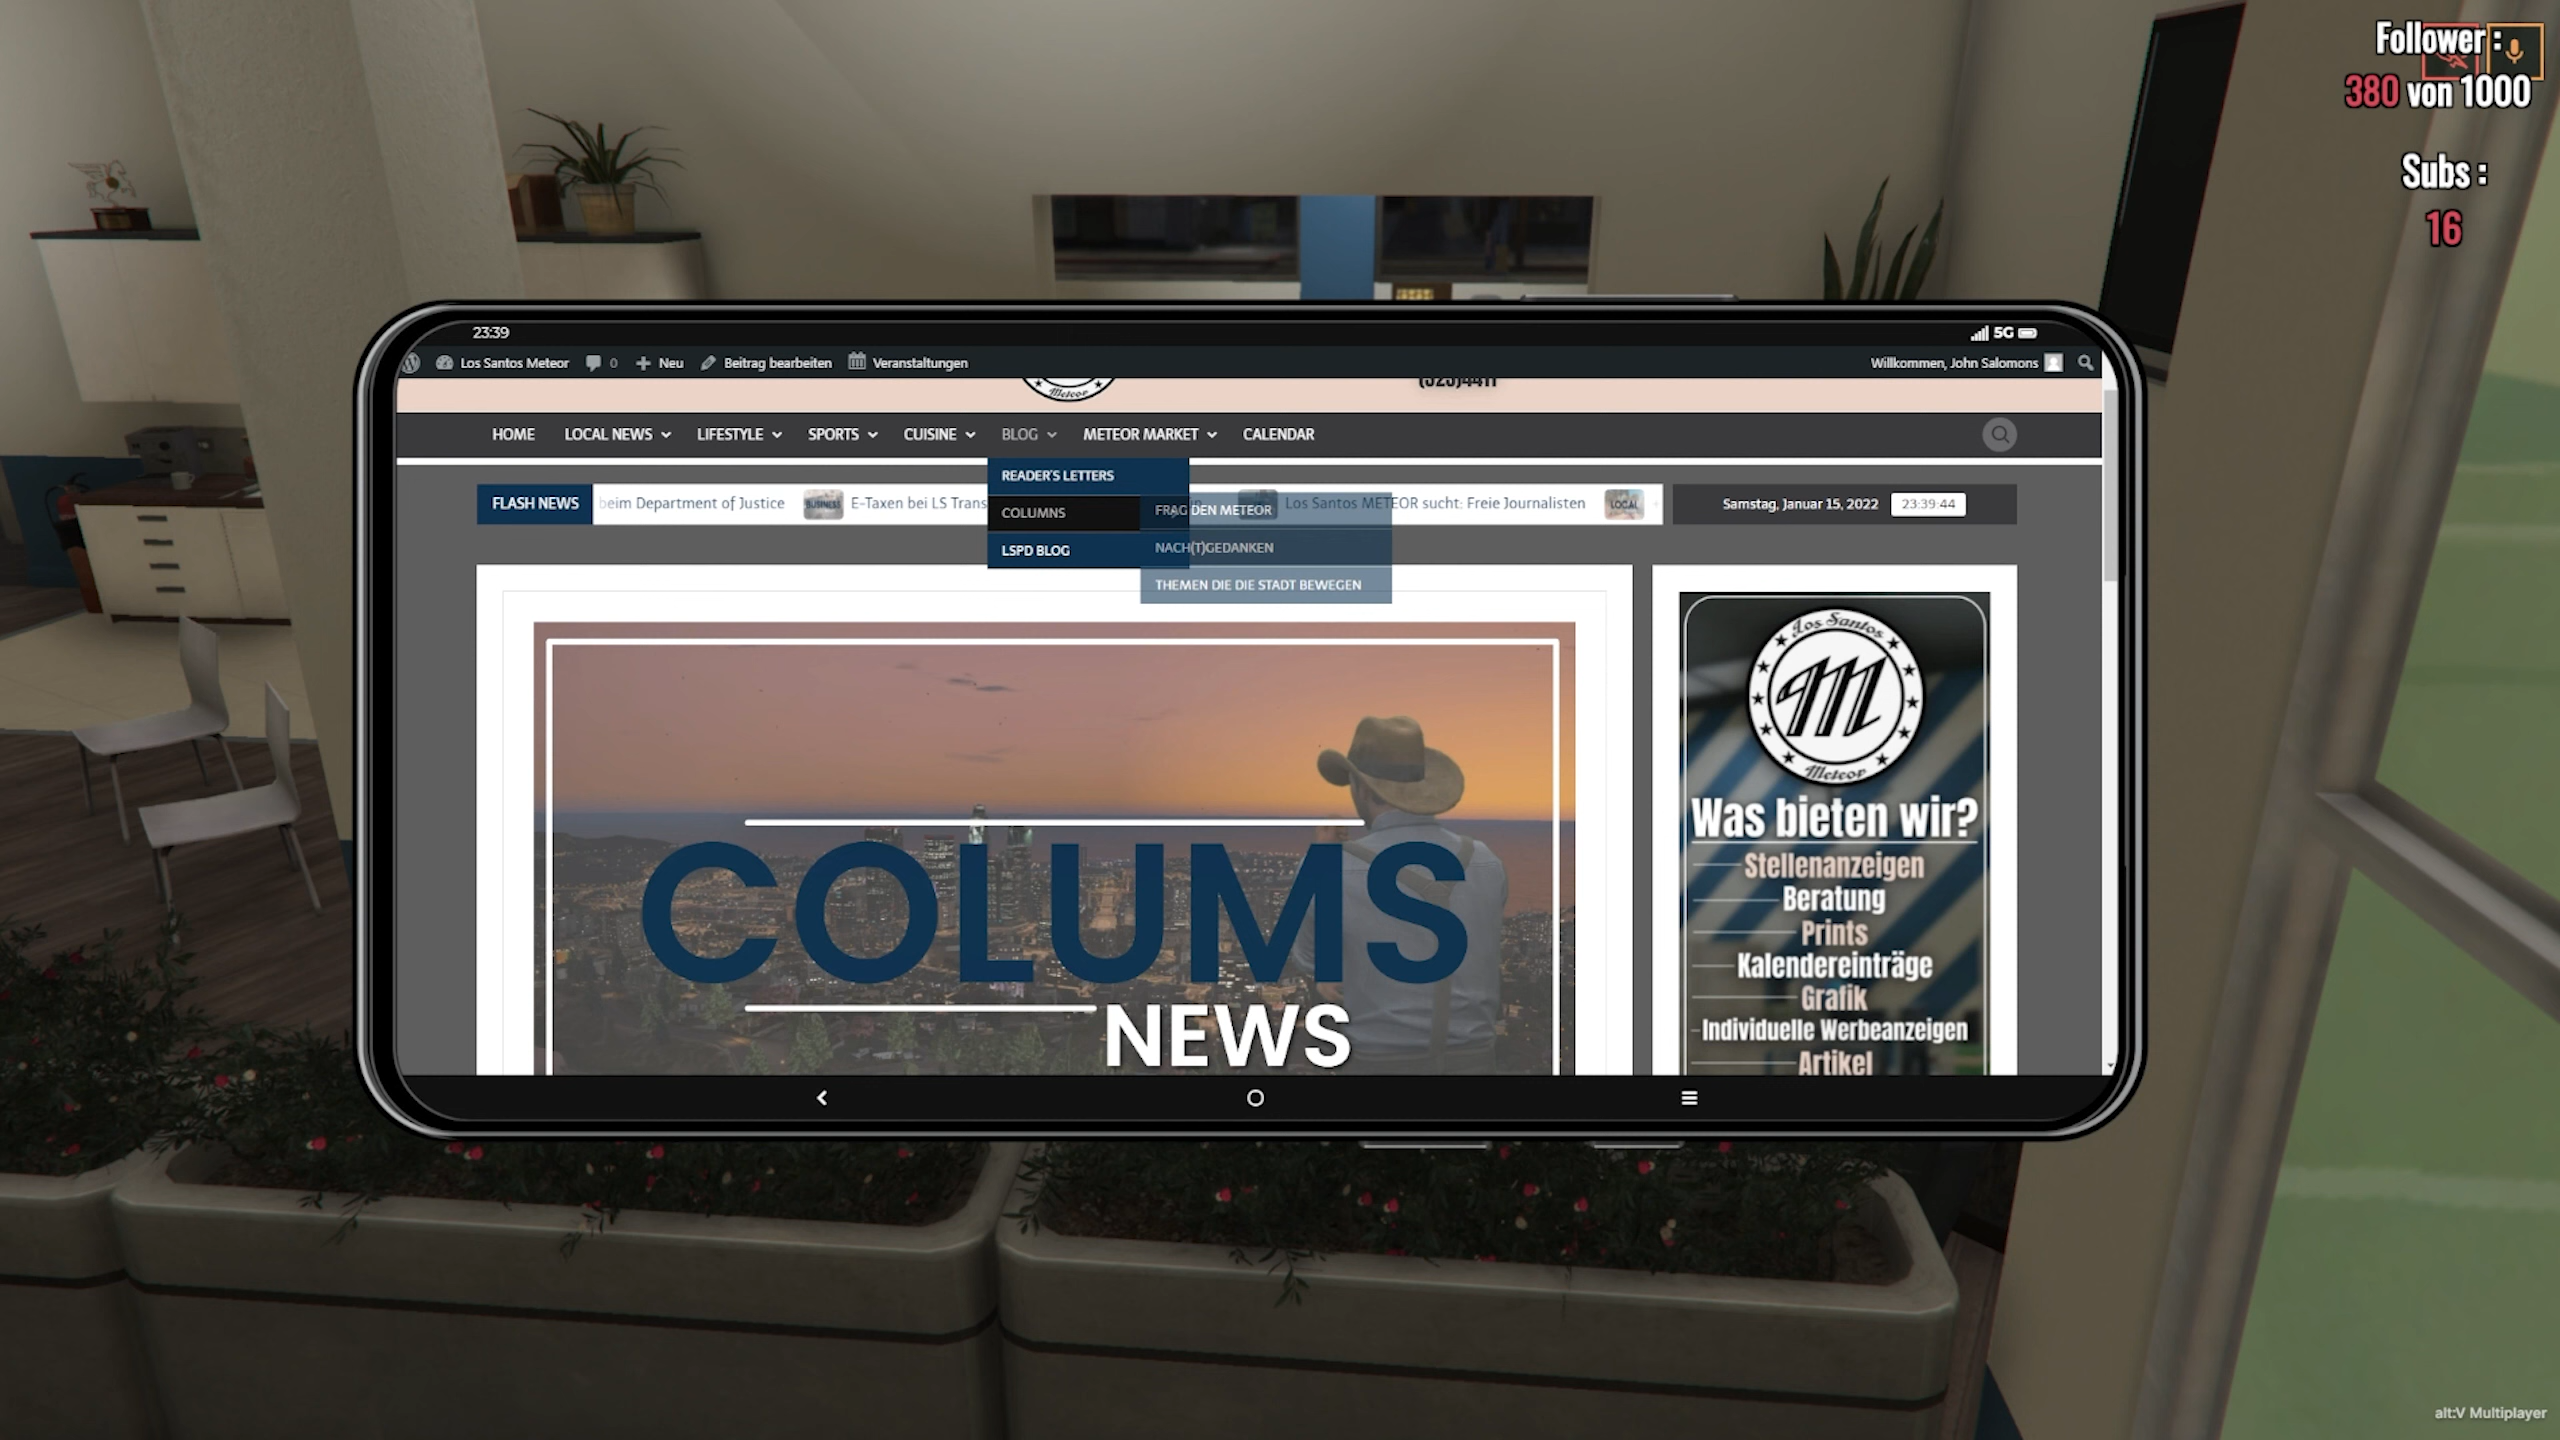 Follower :
380 von 1000
Subs :
16
23:39
5G
Los Santos Meteor 0 Neu Beitrag bearbeiten Veranstaltungen
Willkommen, John Salomons
Meteor
HOME LOCAL NEWS LIFESTYLE SPORTS CUISINE BLOG METEOR MARKET CALENDAR
READER'S LETTERS
COLUMNS
LSPD BLOG
FRAG DEN METEOR
NACH(T)GEDANKEN
THEMEN DIE DIE STADT BEWEGEN
FLASH NEWS
beim Department of Justice
BUSINESS
E-Taxen bei LS Trans
Los Santos METEOR sucht: Freie Journalisten
LOCAL
Samstag, Januar 15, 2022 23:39:44
COLUMS
NEWS
Los Santos
M
Meteor
Was bieten wir?
Stellenanzeigen
Beratung
Prints
Kalendereinträge
Grafik
Individuelle Werbeanzeigen
Artikel
alt:V Multiplayer